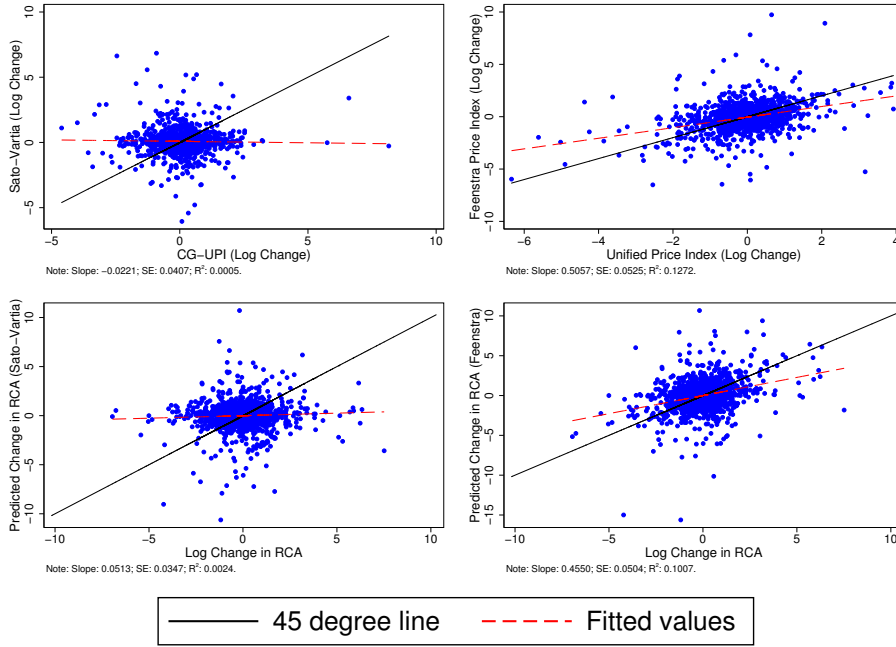 10
5
0
−5
Sato−Vartia (Log Change)
−5
0
5
10
CG−UPI (Log Change)
Note: Slope: −0.0221; SE: 0.0407; R²: 0.0005.
10
5
0
−5
−10
Feenstra Price Index (Log Change)
−6
−4
−2
0
2
4
Unified Price Index (Log Change)
Note: Slope: 0.5057; SE: 0.0525; R²: 0.1272.
10
5
0
−5
−10
Predicted Change in RCA (Sato−Vartia)
−10
−5
0
5
10
Log Change in RCA
Note: Slope: 0.0513; SE: 0.0347; R²: 0.0024.
10
5
0
−5
−10
−15
Predicted Change in RCA (Feenstra)
−10
−5
0
5
10
Log Change in RCA
Note: Slope: 0.4550; SE: 0.0504; R²: 0.1007.
45 degree line
Fitted values